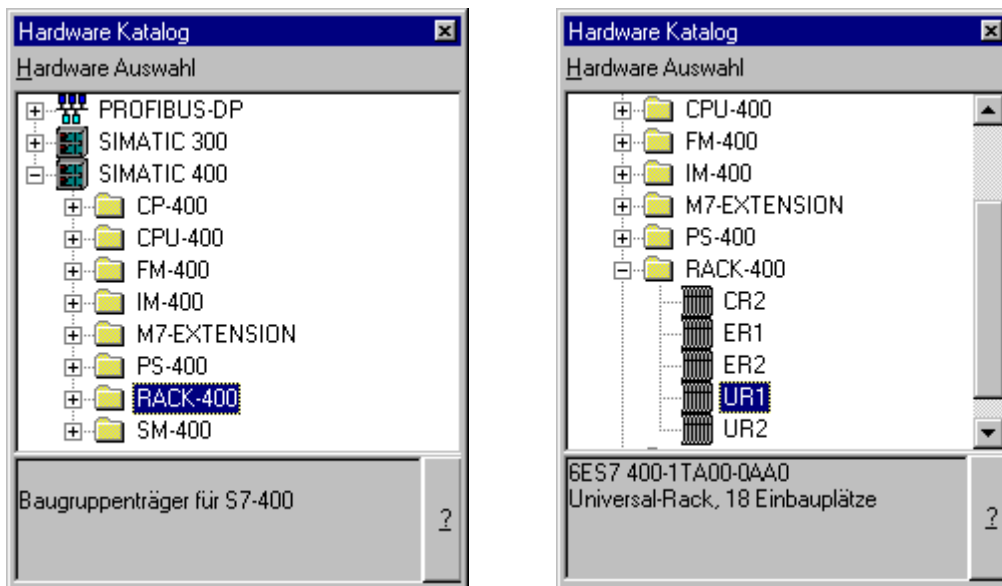 Hardware Katalog
Hardware Auswahl
PROFIBUS-DP
SIMATIC 300
SIMATIC 400
CP-400
CPU-400
FM-400
IM-400
M7-EXTENSION
PS-400
RACK-400
SM-400
Baugruppenträger für S7-400
?
Hardware Katalog
Hardware Auswahl
CPU-400
FM-400
IM-400
M7-EXTENSION
PS-400
RACK-400
CR2
ER1
ER2
UR1
UR2
6ES7 400-1TA00-0AA0
Universal-Rack, 18 Einbauplätze
?